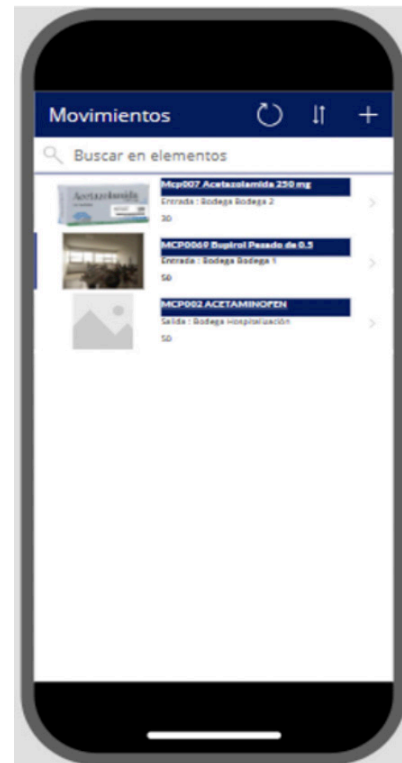 Movimientos
Buscar en elementos
Acetazolamida
Mcp007 Acetazolamida 250 mg
Entrada : Bodega Bodega 2
30
MCP0069 Bupirol Pesado de 0.5
Entrada : Bodega Bodega 1
50
MCP002 ACETAMINOFEN
Salida : Bodega Hospitalización
50